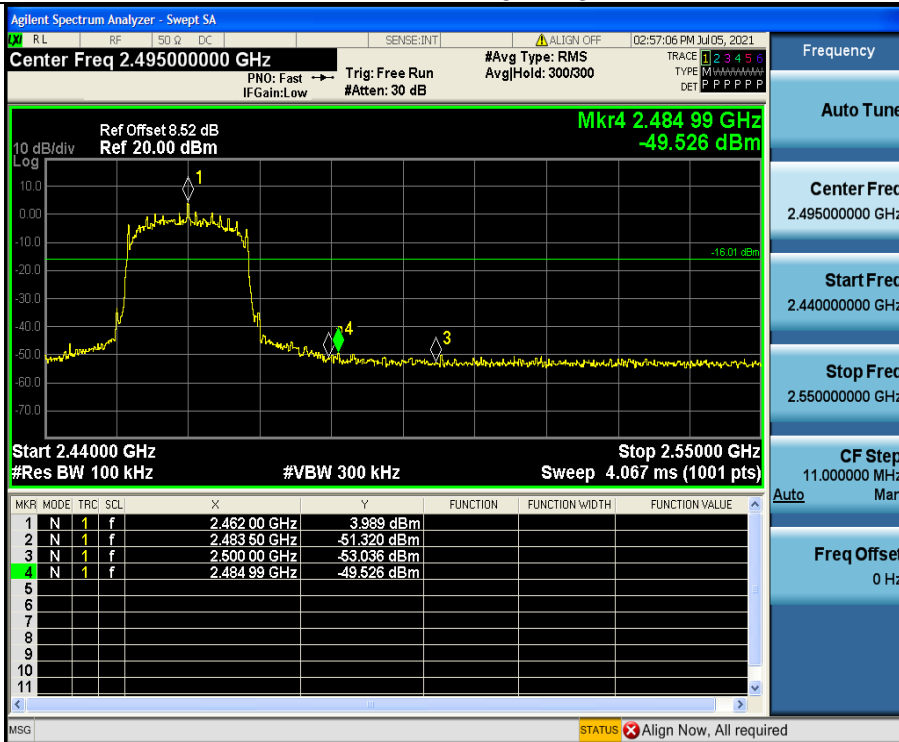 Agilent Spectrum Analyzer - Swept SA
LXI RL RF 50 Ω DC SENSE:INT ALIGN OFF 02:57:06 PM Jul 05, 2021
Center Freq 2.495000000 GHz #Avg Type: RMS TRACE 1 2 3 4 5 6
PNO: Fast Trig: Free Run Avg|Hold: 300/300 TYPE M
IFGain:Low #Atten: 30 dB DET P P P P P P
Ref Offset 8.52 dB Mkr4 2.484 99 GHz
10 dB/div Ref 20.00 dBm -49.526 dBm
Log
10.0
0.00
-10.0
-20.0
-30.0
-40.0
-50.0
-60.0
-70.0
1
-16.01 dBm
4
3
Start 2.44000 GHz Stop 2.55000 GHz
#Res BW 100 kHz #VBW 300 kHz Sweep 4.067 ms (1001 pts)
MKR MODE TRC SCL X Y FUNCTION FUNCTION WIDTH FUNCTION VALUE
1 N 1 f 2.462 00 GHz 3.989 dBm
2 N 1 f 2.483 50 GHz -51.320 dBm
3 N 1 f 2.500 00 GHz -53.036 dBm
4 N 1 f 2.484 99 GHz -49.526 dBm
5
6
7
8
9
10
11
MSG STATUS Align Now, All required
Frequency
Auto Tune
Center Freq
2.495000000 GHz
Start Freq
2.440000000 GHz
Stop Freq
2.550000000 GHz
CF Step
11.000000 MHz
Auto Man
Freq Offset
0 Hz